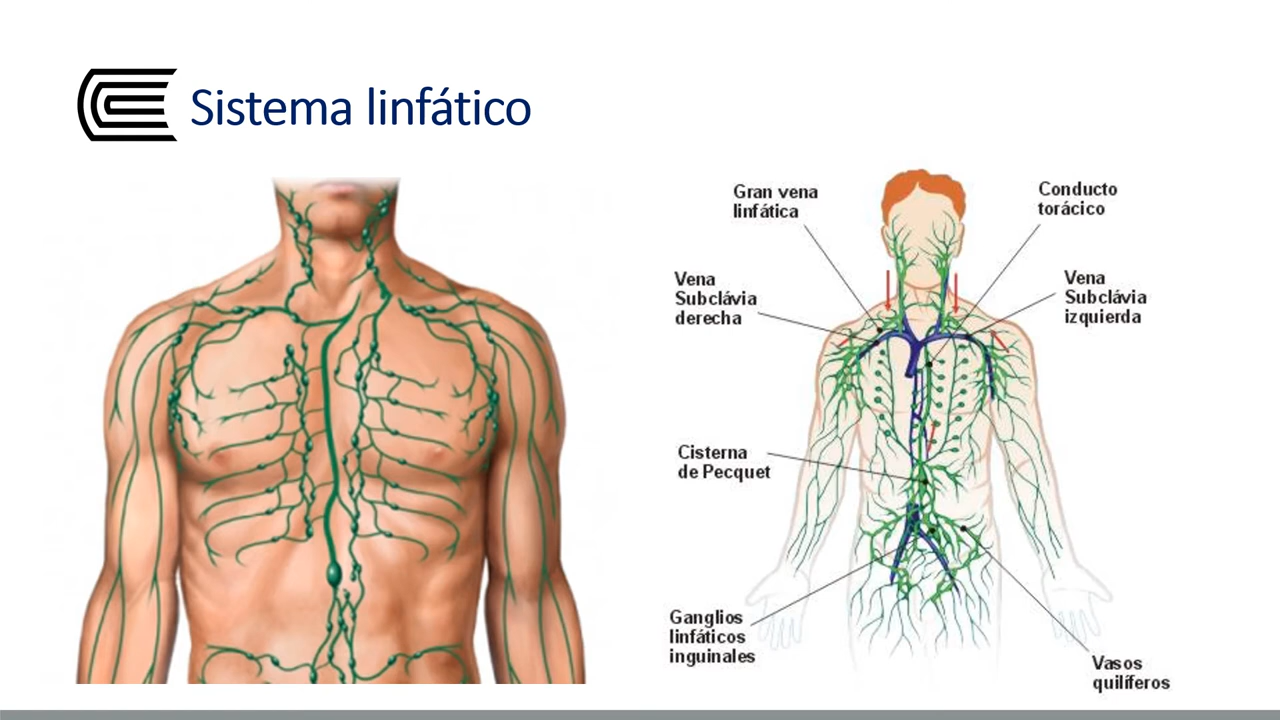 Sistema linfático
Gran vena
linfática
Conducto
torácico
Vena
Subclávia
derecha
Vena
Subclávia
izquierda
Cisterna
de Pecquet
Ganglios
linfáticos
inguinales
Vasos
quilíferos